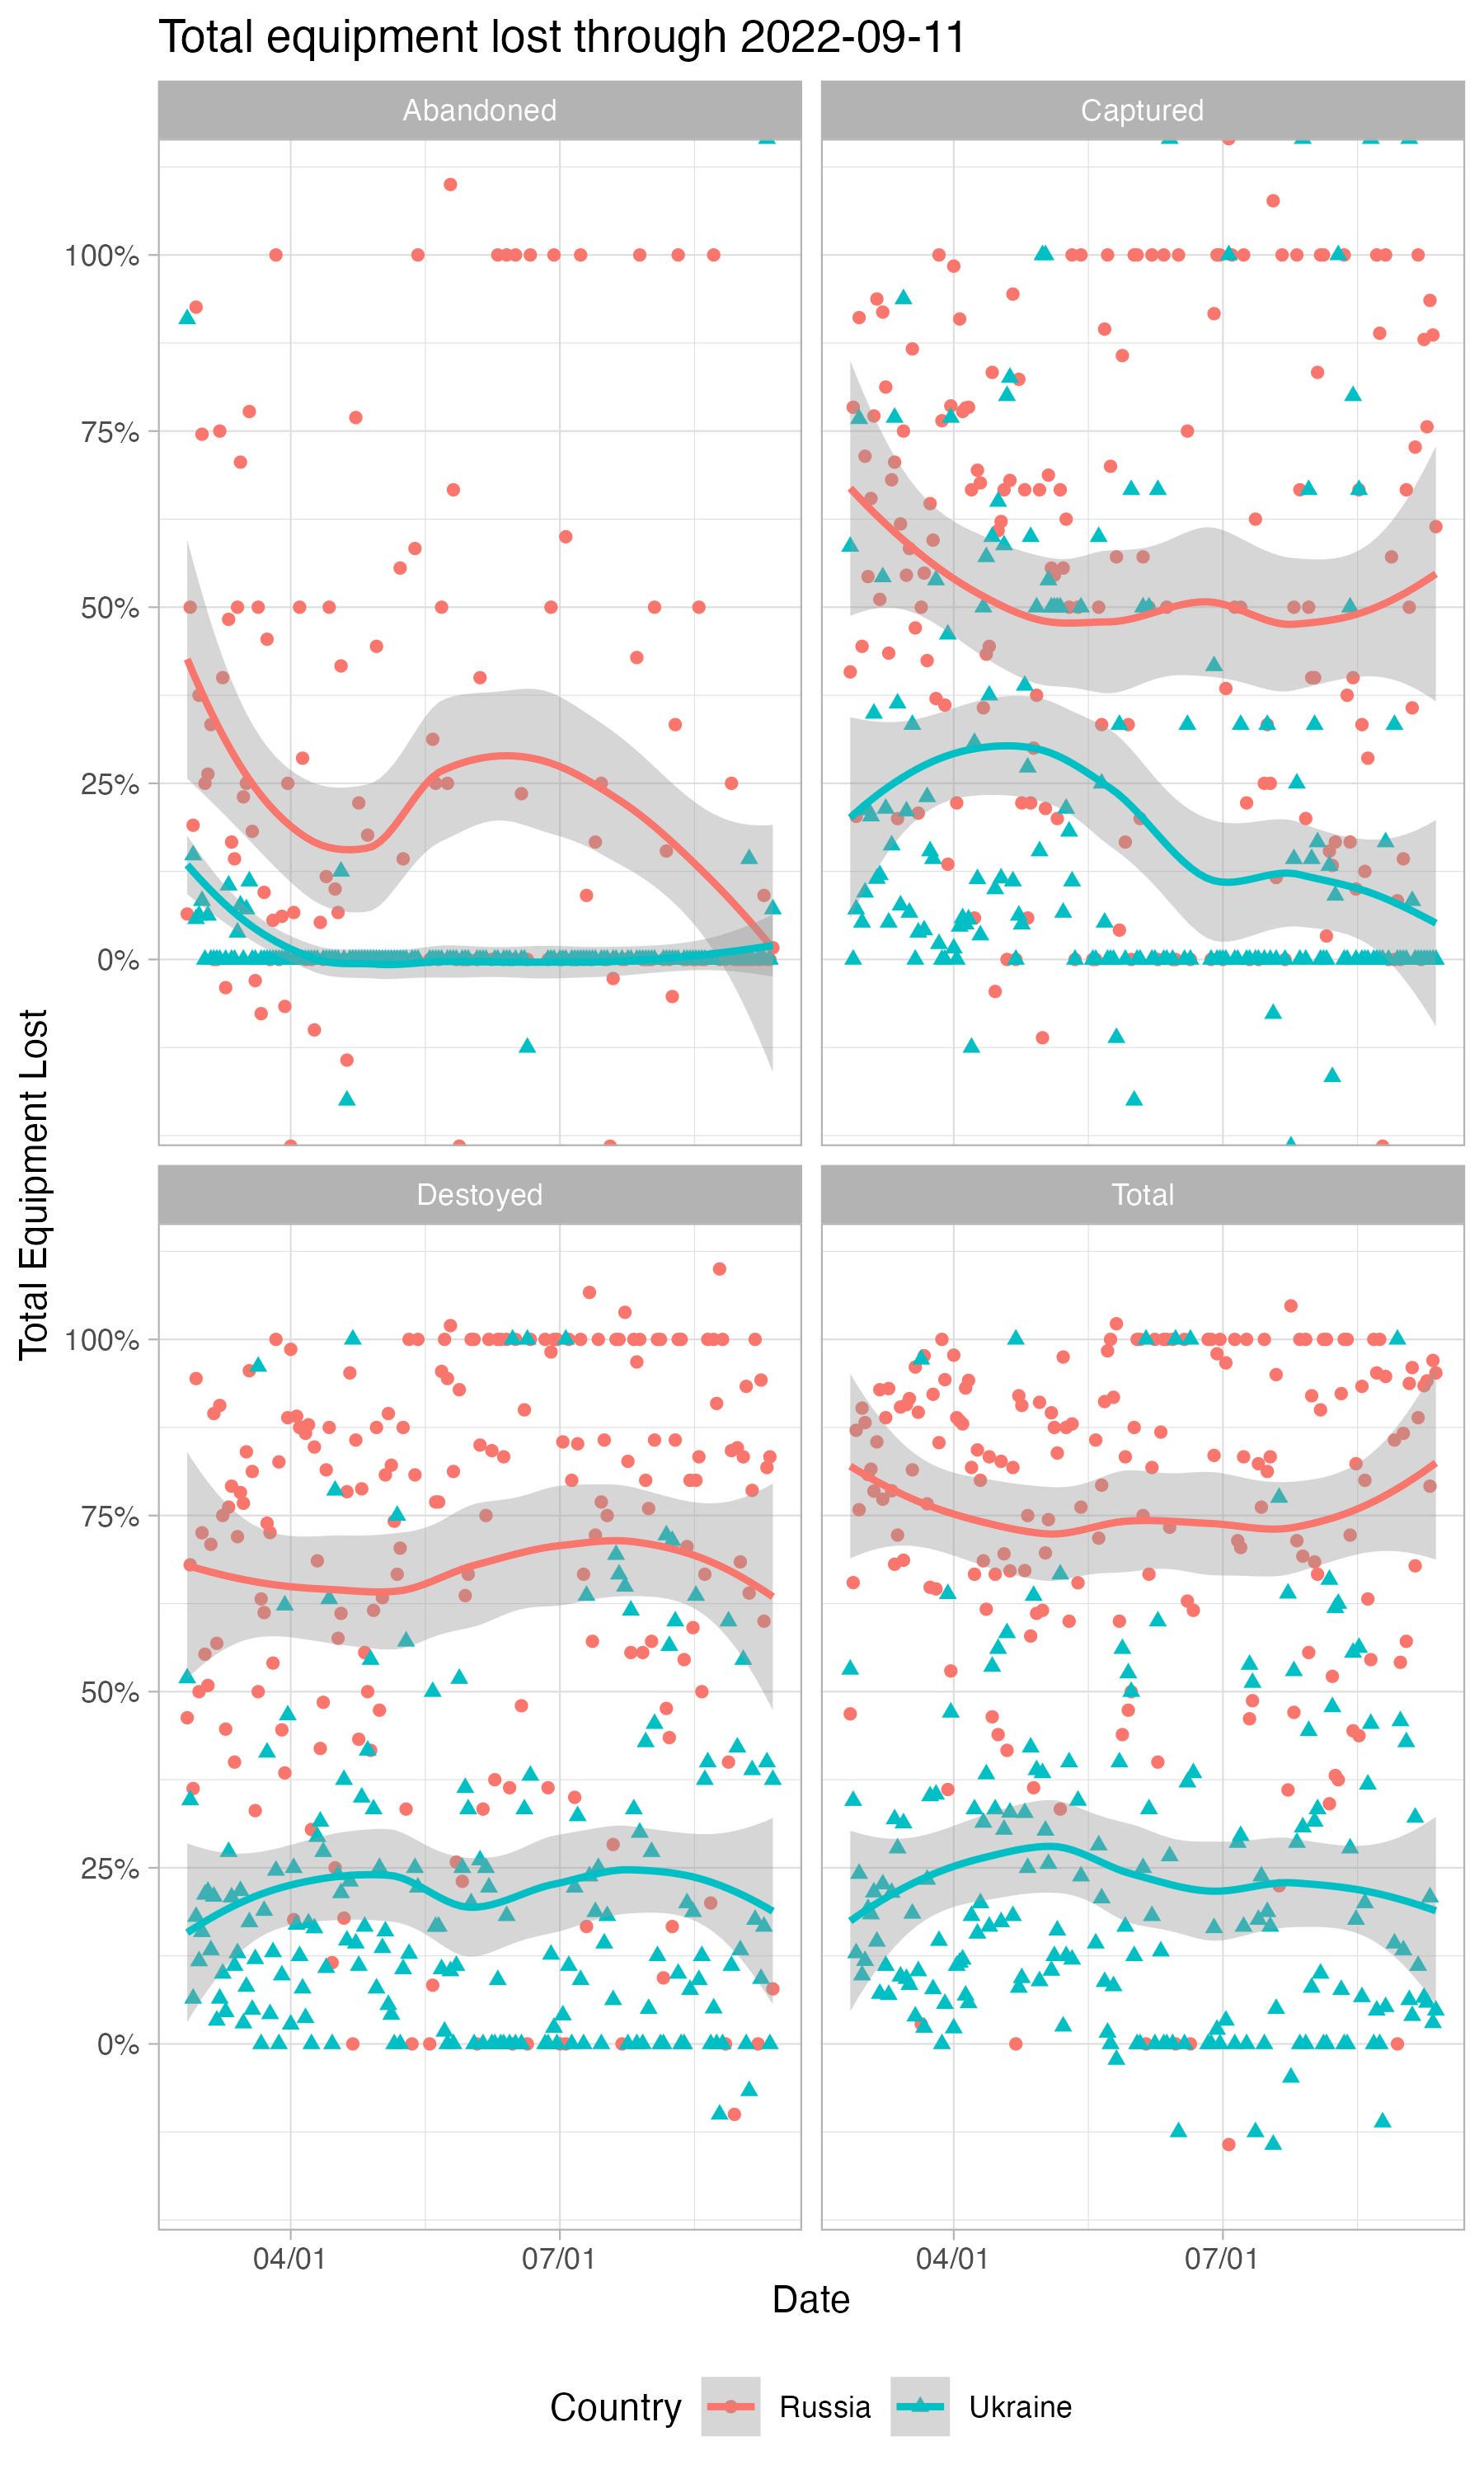 Total equipment lost through 2022-09-11
Abandoned
Captured
100%
75%
50%
25%
0%
Total Equipment Lost
Destoyed
Total
100%
75%
50%
25%
0%
04/01
07/01
04/01
07/01
Date
Country
Russia
Ukraine